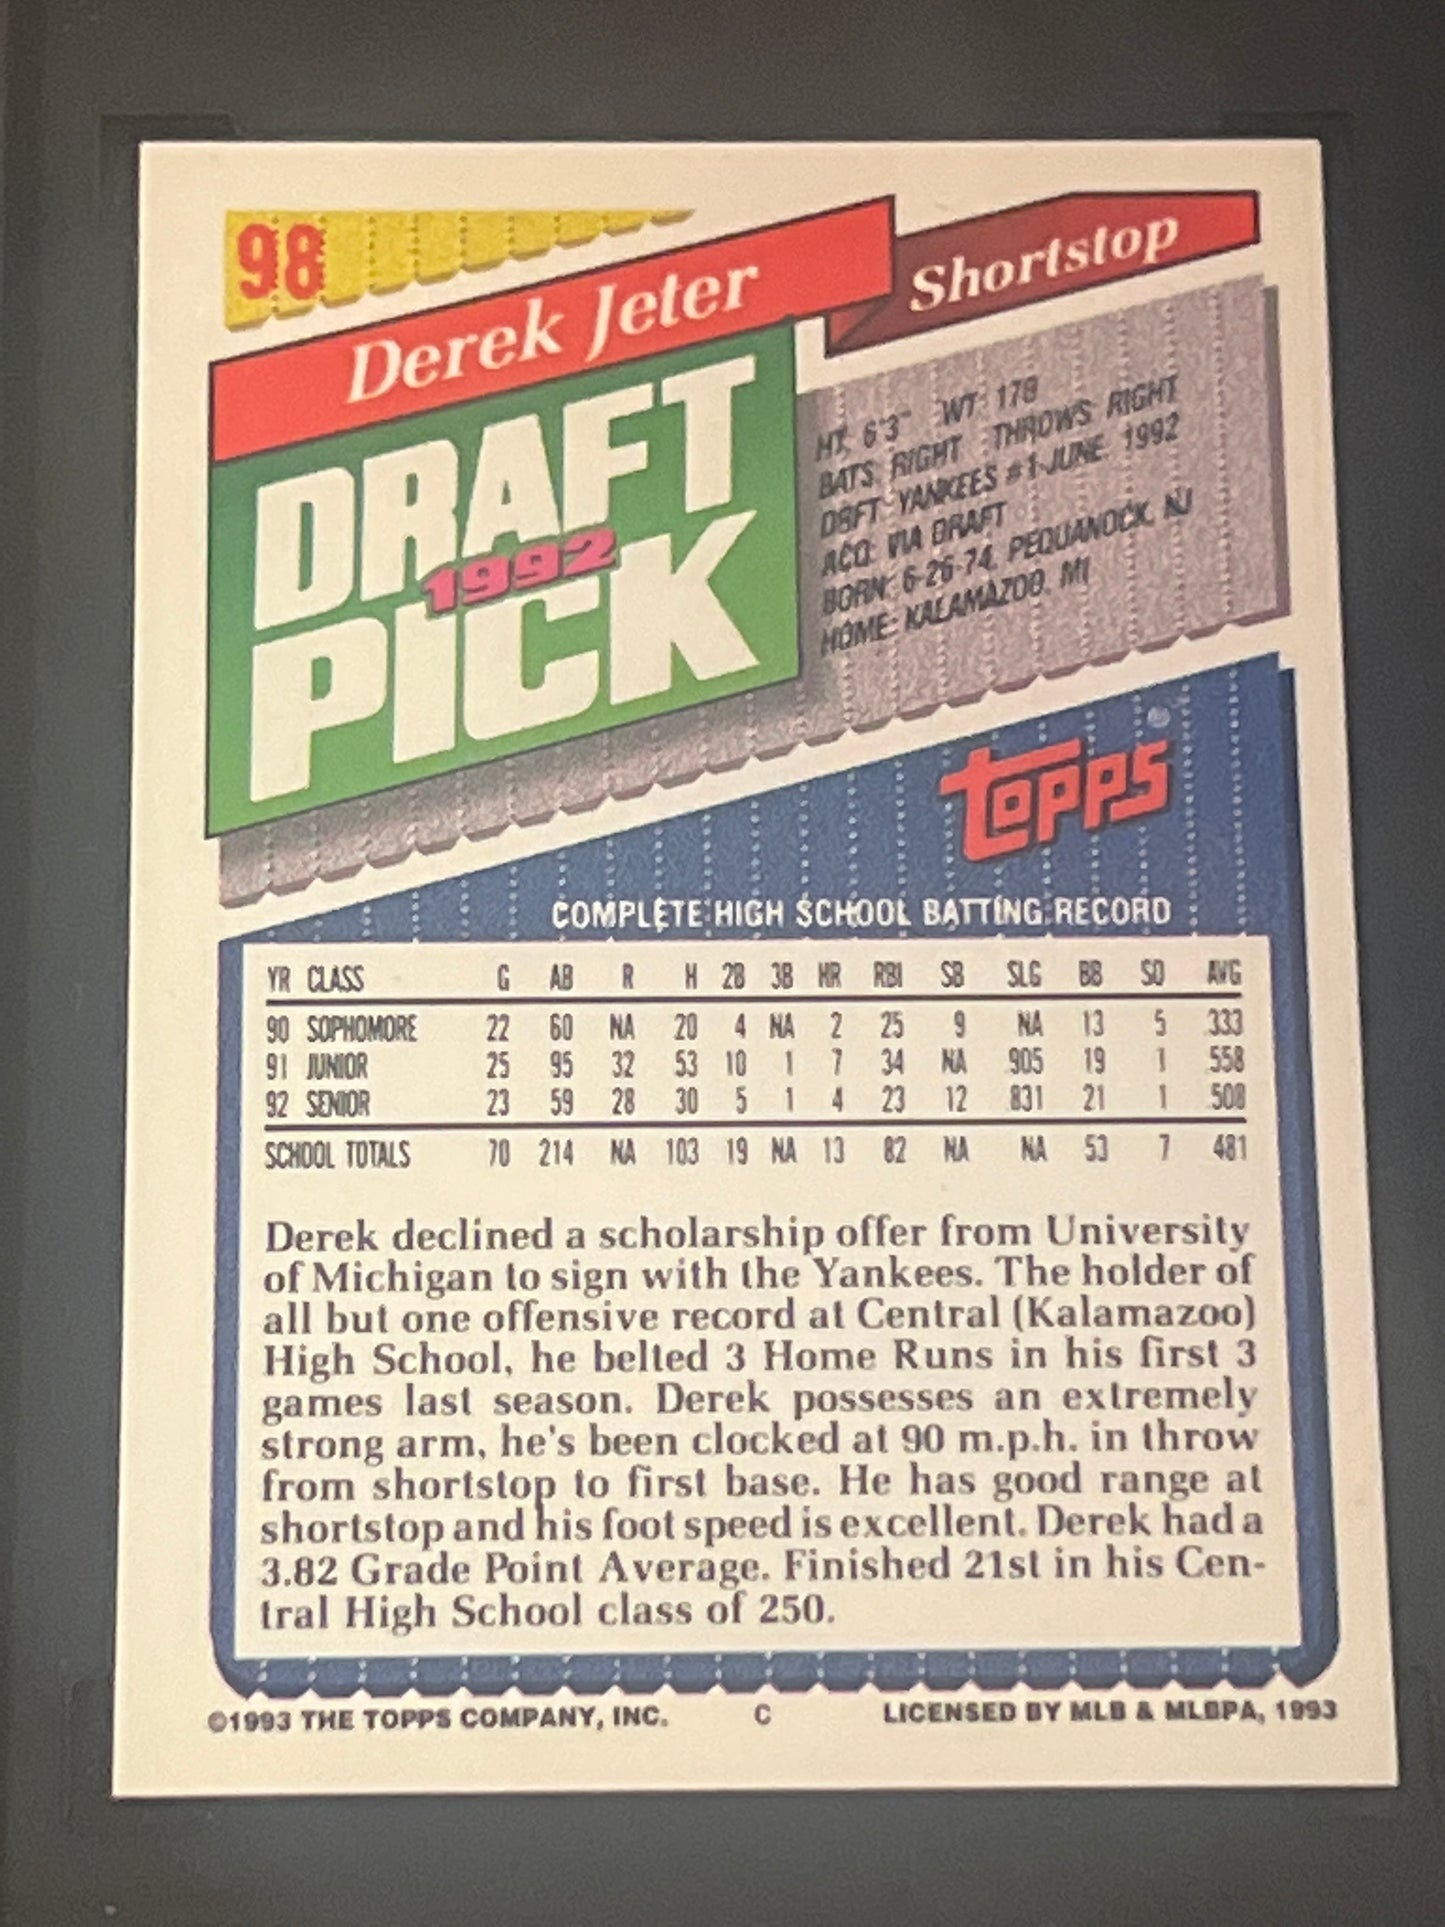 98
Derek Jeter
Shortstop
DRAFT
1992
PICK
HT: 6'3" WT: 178
BATS: RIGHT THROWS: RIGHT
DRFT: YANKEES #1-JUNE, 1992
ACQ: VIA DRAFT
BORN: 6-26-74, PEQUANOCK, NJ
HOME: KALAMAZOO, MI
TOPPS
COMPLETE HIGH SCHOOL BATTING RECORD
YR CLASS G AB R H 2B 3B HR RBI SB SLG BB SO AVG
90 SOPHOMORE 22 60 NA 20 4 NA 2 25 9 NA 13 5 .333
91 JUNIOR 25 95 32 53 10 1 7 34 NA .905 19 1 .558
92 SENIOR 23 59 28 30 5 1 4 23 12 .831 21 1 .508
SCHOOL TOTALS 70 214 NA 103 19 NA 13 82 NA NA 53 7 .481
Derek declined a scholarship offer from University
of Michigan to sign with the Yankees. The holder of
all but one offensive record at Central (Kalamazoo)
High School, he belted 3 Home Runs in his first 3
games last season. Derek possesses an extremely
strong arm, he's been clocked at 90 m.p.h. in throw
from shortstop to first base. He has good range at
shortstop and his foot speed is excellent. Derek had a
3.82 Grade Point Average. Finished 21st in his Cen-
tral High School class of 250.
©1993 THE TOPPS COMPANY, INC. C LICENSED BY MLB & MLBPA, 1993